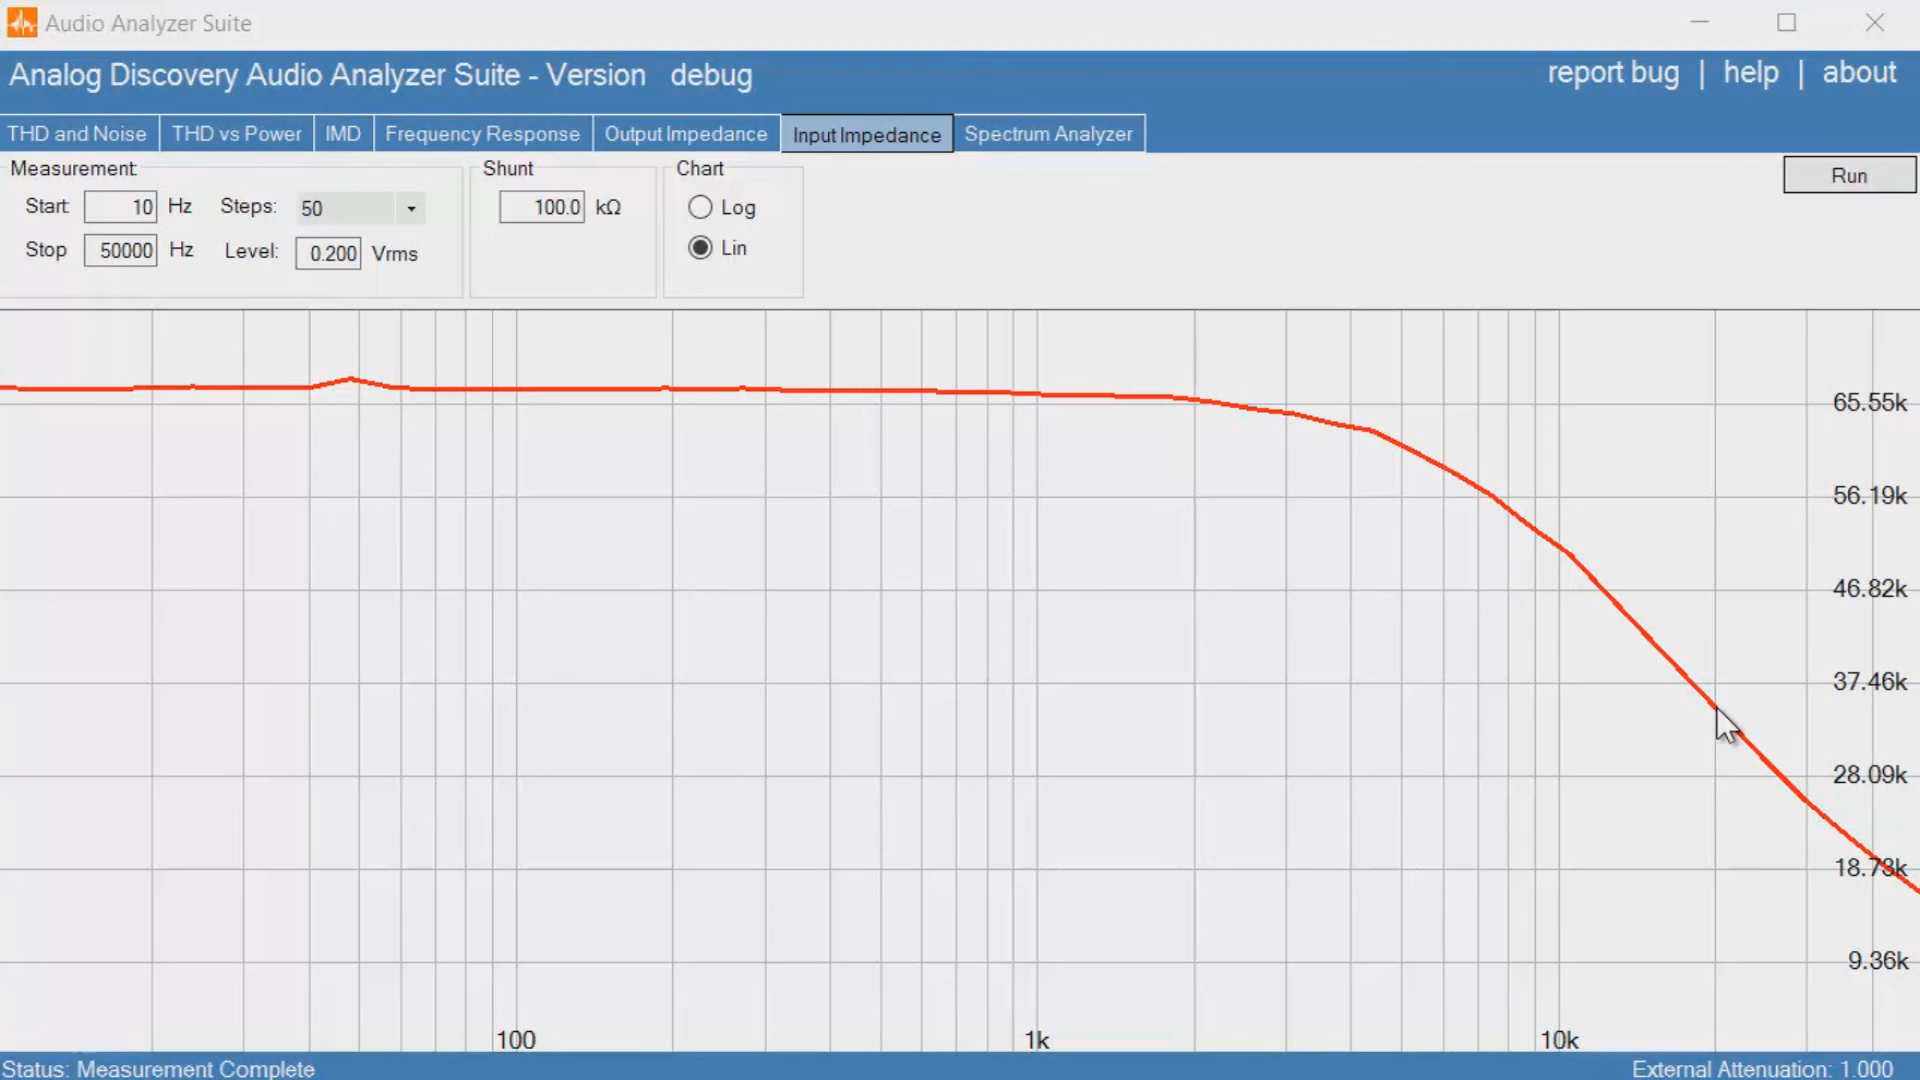 Audio Analyzer Suite
Analog Discovery Audio Analyzer Suite - Version debug
report bug | help | about
THD and Noise THD vs Power IMD Frequency Response Output Impedance Input Impedance Spectrum Analyzer
Measurement: Shunt Chart Run
Start: 10 Hz Steps: 50 100.0 kΩ Log
Stop 50000 Hz Level: 0.200 Vrms Lin
65.55k
56.19k
46.82k
37.46k
28.09k
18.73k
9.36k
100 1k 10k
Status: Measurement Complete External Attenuation: 1.000